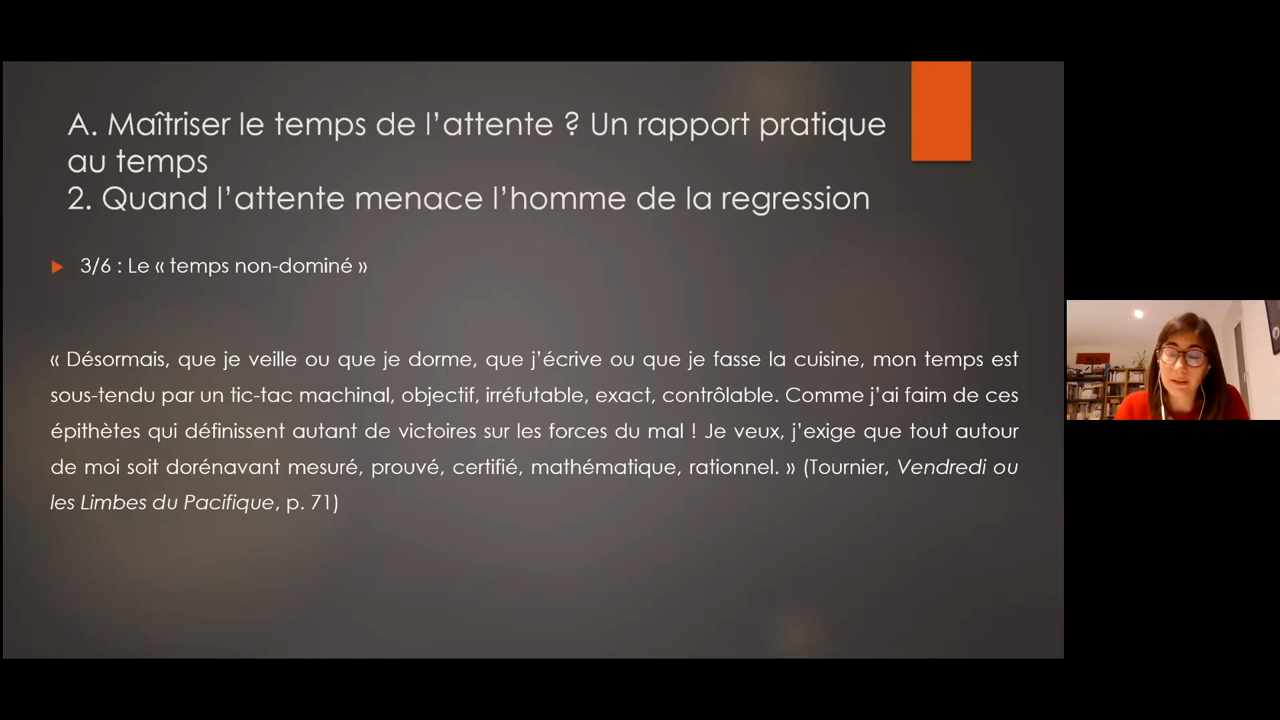 A. Maîtriser le temps de l’attente ? Un rapport pratique
au temps
2. Quand l’attente menace l’homme de la regression
3/6 : Le « temps non-dominé »
« Désormais, que je veille ou que je dorme, que j’écrive ou que je fasse la cuisine, mon temps est
sous-tendu par un tic-tac machinal, objectif, irréfutable, exact, contrôlable. Comme j’ai faim de ces
épithètes qui définissent autant de victoires sur les forces du mal ! Je veux, j’exige que tout autour
de moi soit dorénavant mesuré, prouvé, certifié, mathématique, rationnel. » (Tournier, Vendredi ou
les Limbes du Pacifique, p. 71)